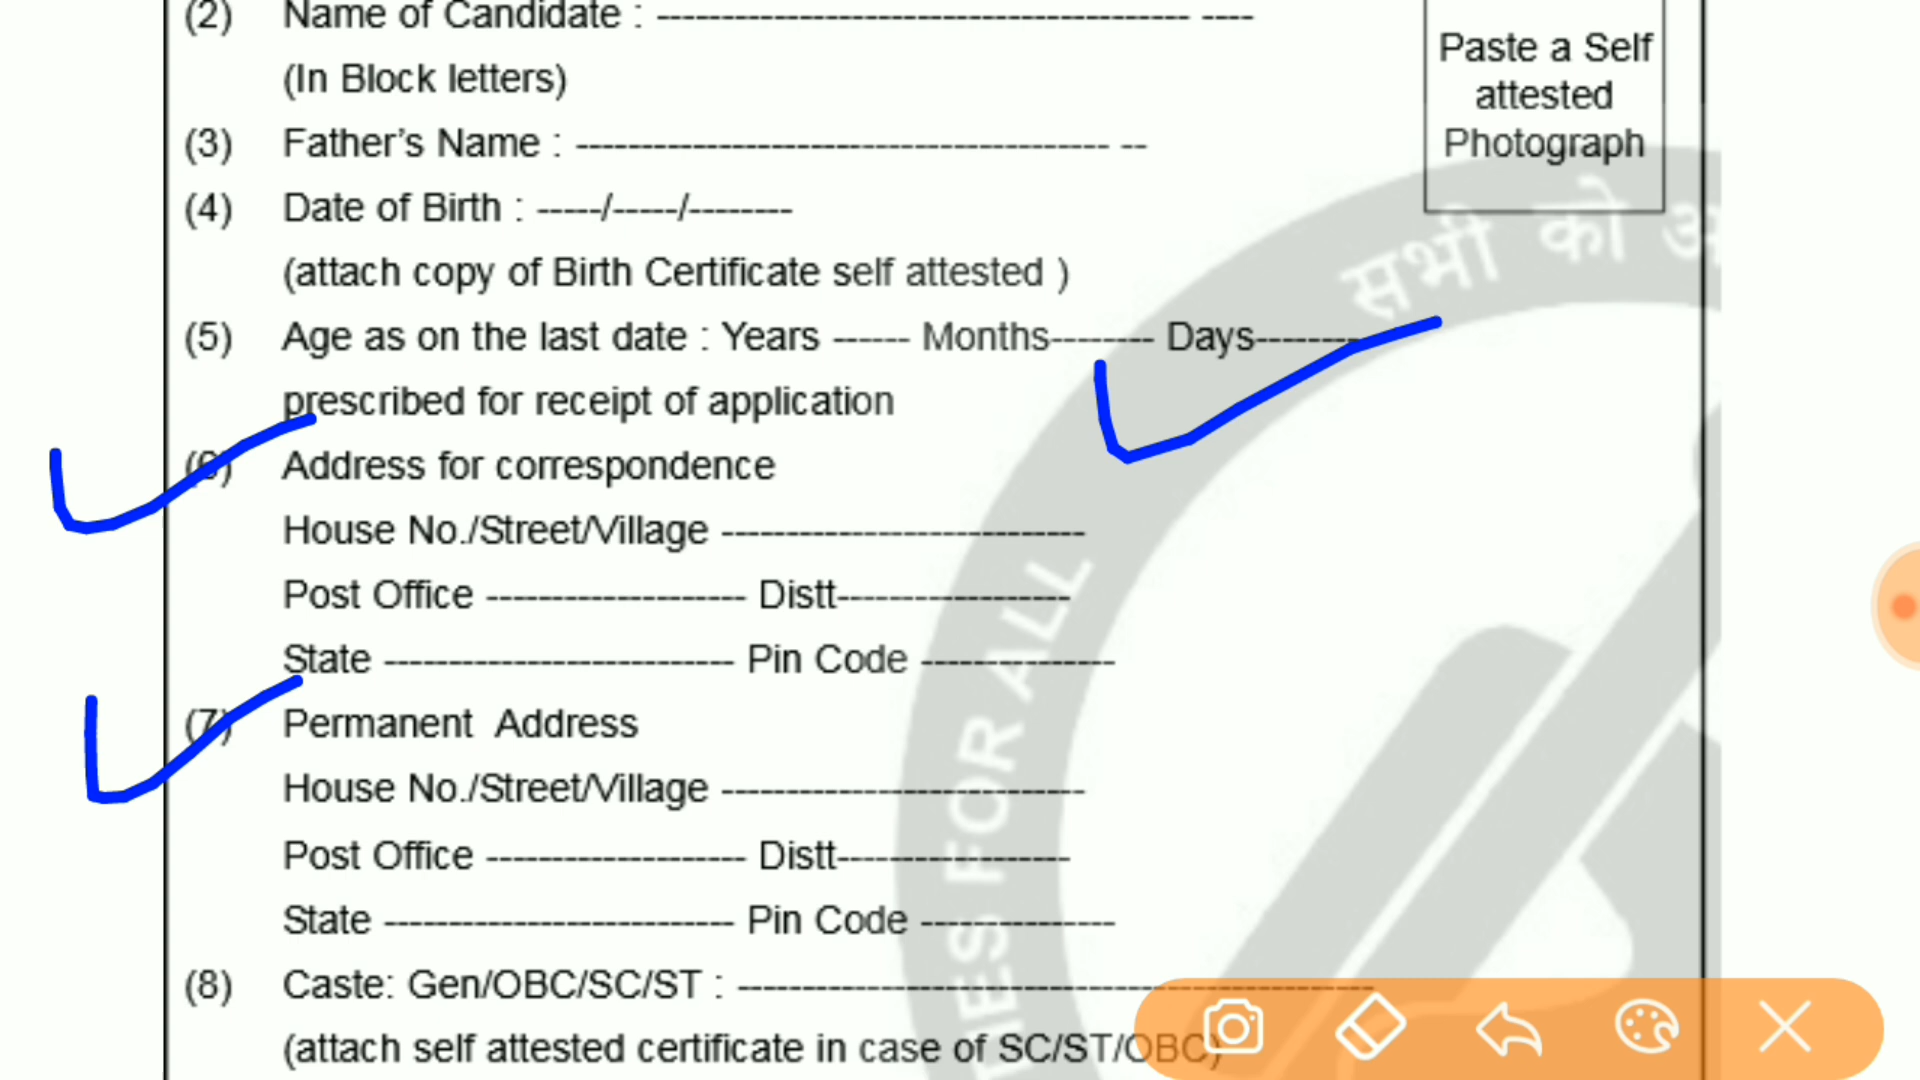 (2) Name of Candidate : ----------------------------------------- ----
(In Block letters)
(3) Father's Name : ----------------------------------------- --
(4) Date of Birth : -----/-----/--------
(attach copy of Birth Certificate self attested )
(5) Age as on the last date : Years ------ Months-------- Days--------
prescribed for receipt of application
(6) Address for correspondence
House No./Street/Village ----------------------------
Post Office -------------------- Distt------------------
State --------------------------- Pin Code ---------------
(7) Permanent Address
House No./Street/Village ----------------------------
Post Office -------------------- Distt------------------
State --------------------------- Pin Code ---------------
(8) Caste: Gen/OBC/SC/ST : -------------------------------------------------
(attach self attested certificate in case of SC/ST/OBC)
Paste a Self
attested
Photograph
सभी को
FOR ALL